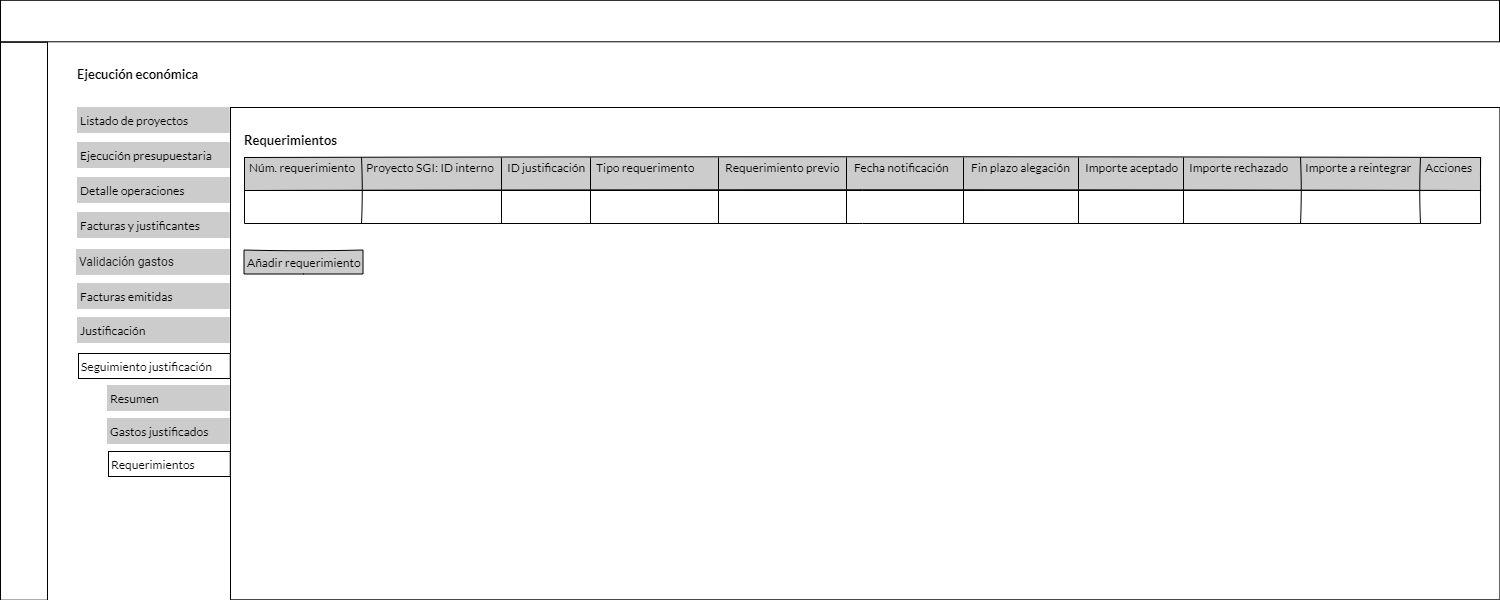 Ejecución económica
Listado de proyectos
Ejecución presupuestaria
Detalle operaciones
Facturas y justificantes
Validación gastos
Facturas emitidas
Justificación
Seguimiento justificación
Resumen
Gastos justificados
Requerimientos
Requerimientos
Núm. requerimiento Proyecto SGI: ID interno ID justificación Tipo requerimento Requerimiento previo Fecha notificación Fin plazo alegación Importe aceptado Importe rechazado Importe a reintegrar Acciones
Añadir requerimiento